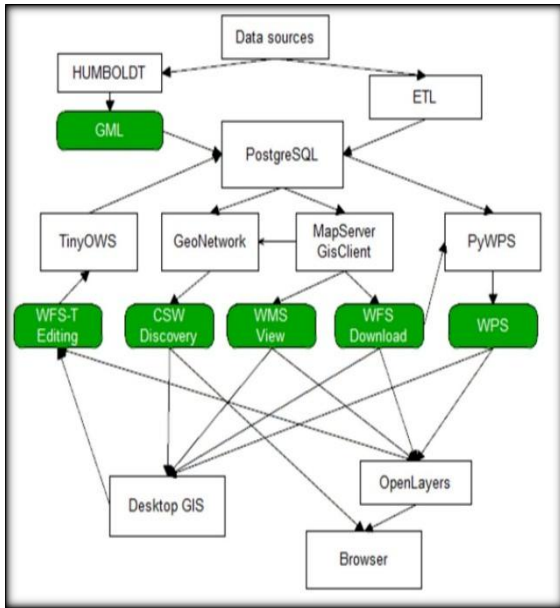 Data sources
HUMBOLDT
ETL
GML
PostgreSQL
TinyOWS
GeoNetwork
MapServer
GisClient
PyWPS
WFS-T
Editing
CSW
Discovery
WMS
View
WFS
Download
WPS
Desktop GIS
OpenLayers
Browser